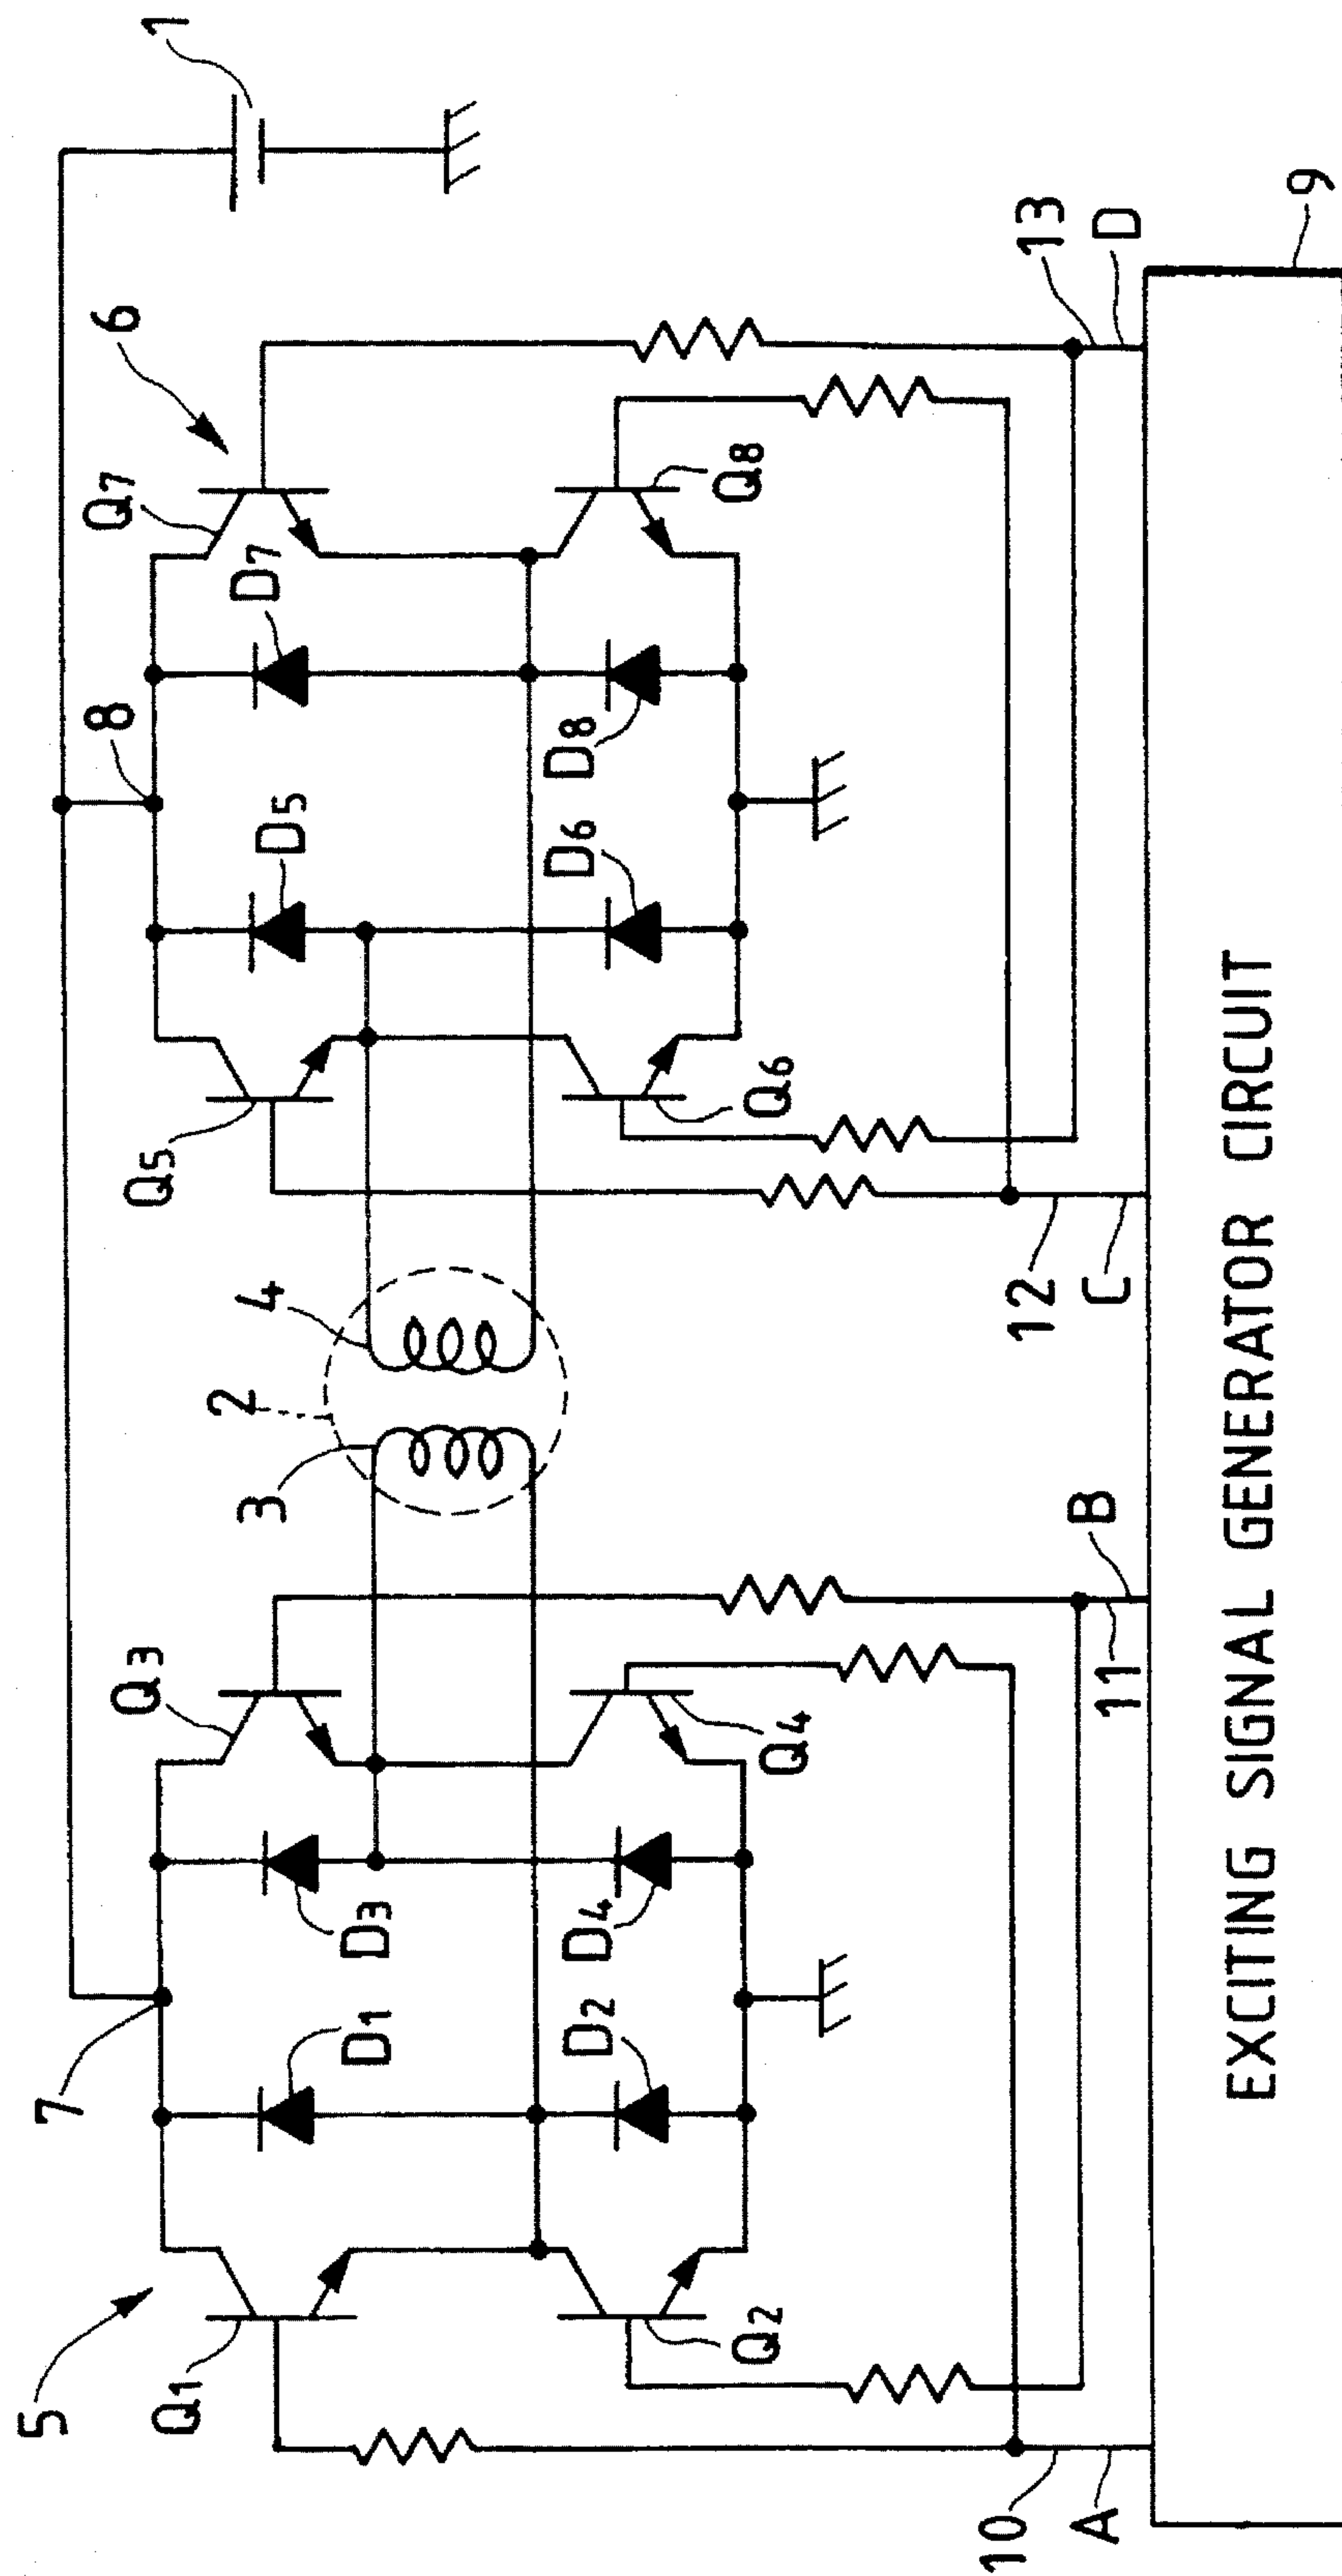 1
6
Q7
8
D7
D5
Q5
D8
D6
Q8
Q6
13
D
9
4
2
3
12
C
Q3
Q4
11
B
D3
D4
7
D1
D2
5
Q1
Q2
10
A
EXCITING SIGNAL GENERATOR CIRCUIT